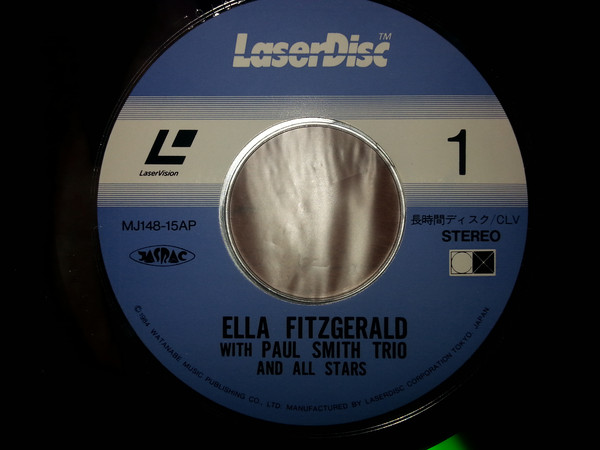 LaserDisc™
LaserVision
1
MJ148-15AP
長時間ディスク/CLV
STEREO
JASRAC
ELLA FITZGERALD
WITH PAUL SMITH TRIO
AND ALL STARS
©1984 WATANABE MUSIC PUBLISHING CO., LTD. MANUFACTURED BY LASERDISC CORPORATION TOKYO, JAPAN